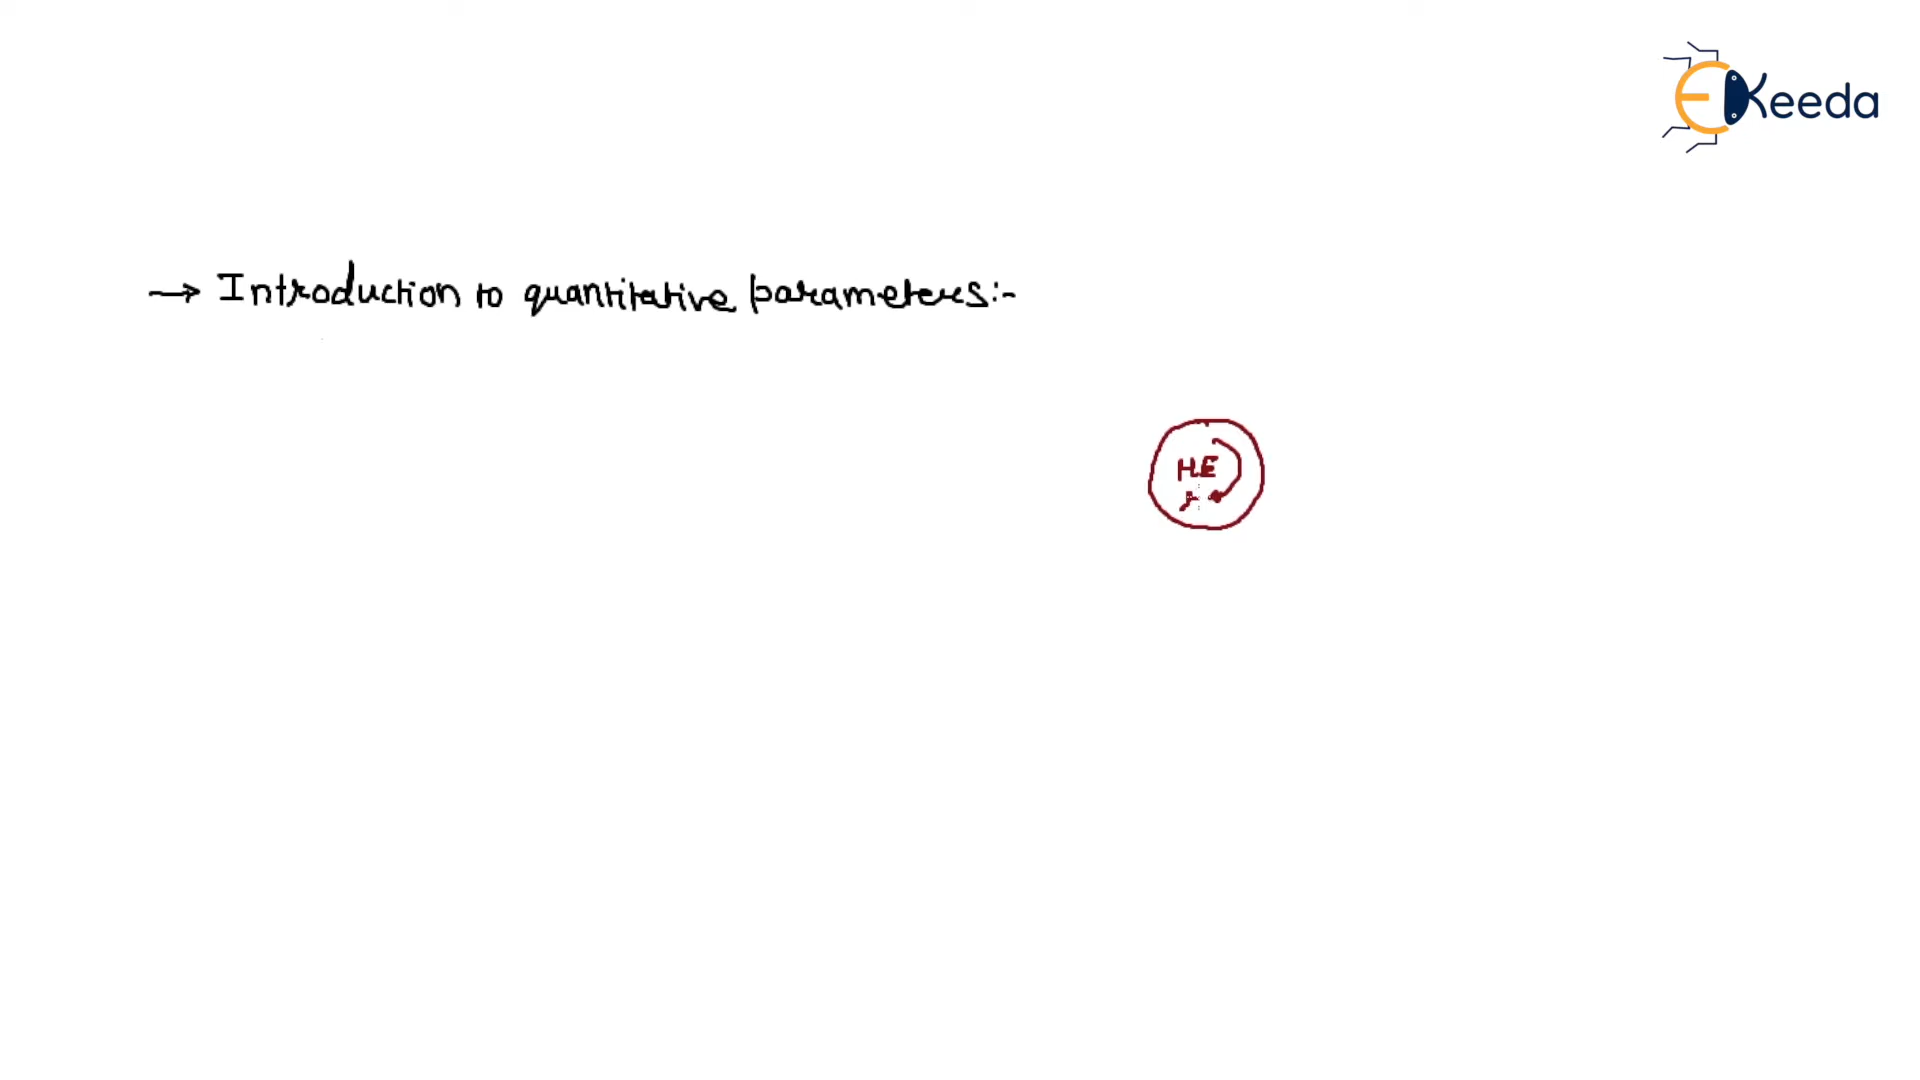 EKeeda
→ Introduction to quantitative parameters:-
H.E